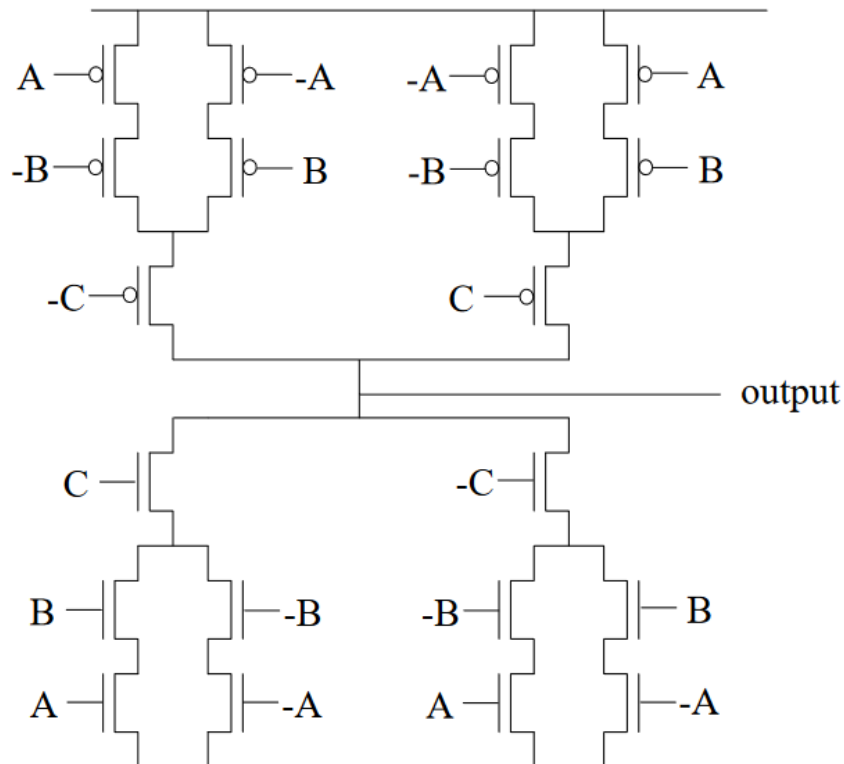 A -A -A A
-B B -B B
-C C
output
C -C
B -B -B B
A -A A -A